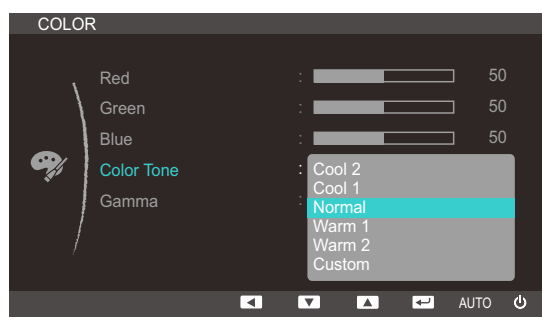 COLOR
Red : 50
Green : 50
Blue : 50
Color Tone : Cool 2
Cool 1
Gamma : Normal
Warm 1
Warm 2
Custom
AUTO